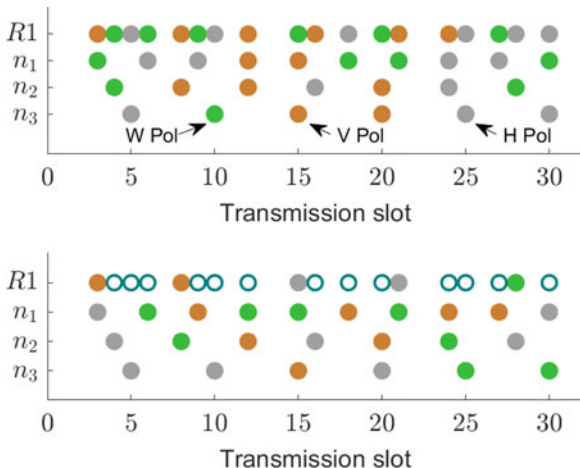 R1
n1
n2
n3
W Pol V Pol H Pol
0 5 10 15 20 25 30
Transmission slot
R1
n1
n2
n3
0 5 10 15 20 25 30
Transmission slot